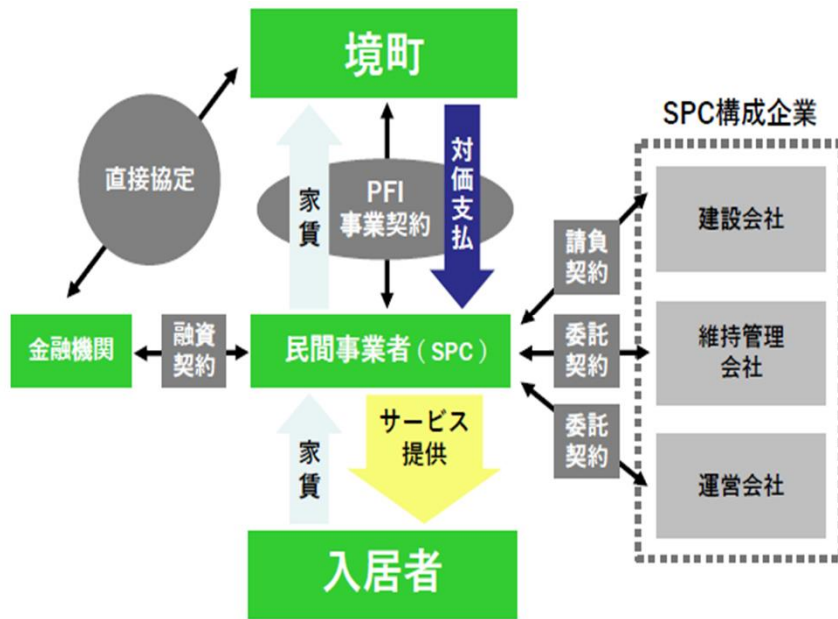 境町
SPC構成企業
直接協定
家賃
PFI
事業契約
対価支払
建設会社
請負
契約
金融機関
融資
契約
民間事業者(SPC)
委託
契約
維持管理
会社
家賃
サービス
提供
委託
契約
運営会社
入居者